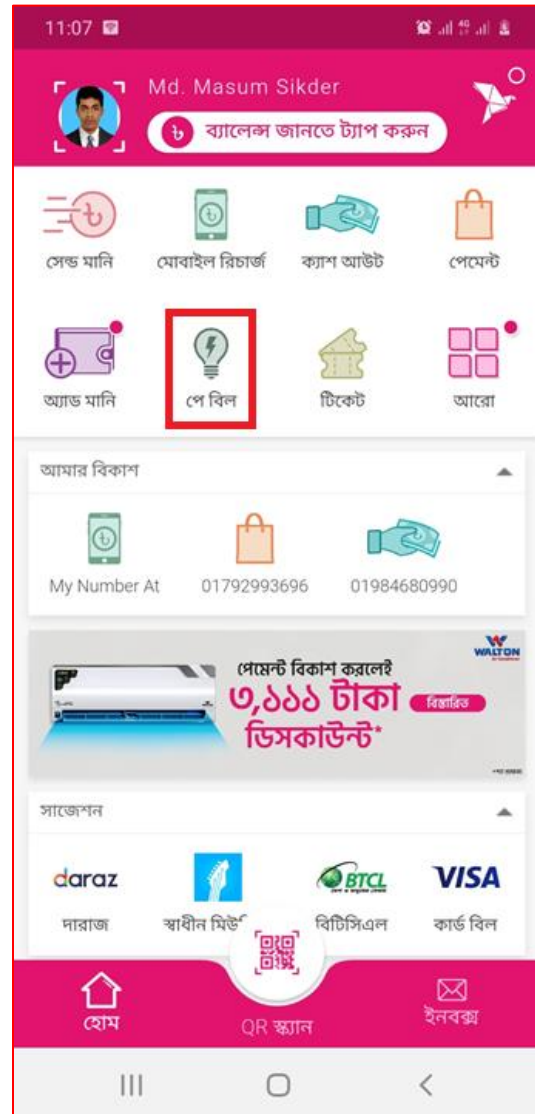 11:07
4G
Md. Masum Sikder
৳ ব্যালেন্স জানতে ট্যাপ করুন
সেন্ড মানি মোবাইল রিচার্জ ক্যাশ আউট পেমেন্ট
অ্যাড মানি পে বিল টিকেট আরো
আমার বিকাশ
My Number At 01792993696 01984680990
WALTON
পেমেন্ট বিকাশ করলেই
৩,১১১ টাকা বিস্তারিত
ডিসকাউন্ট*
সাজেশন
daraz BTCL VISA
দারাজ স্বাধীন মিউ বিটিসিএল কার্ড বিল
হোম QR স্ক্যান ইনবক্স